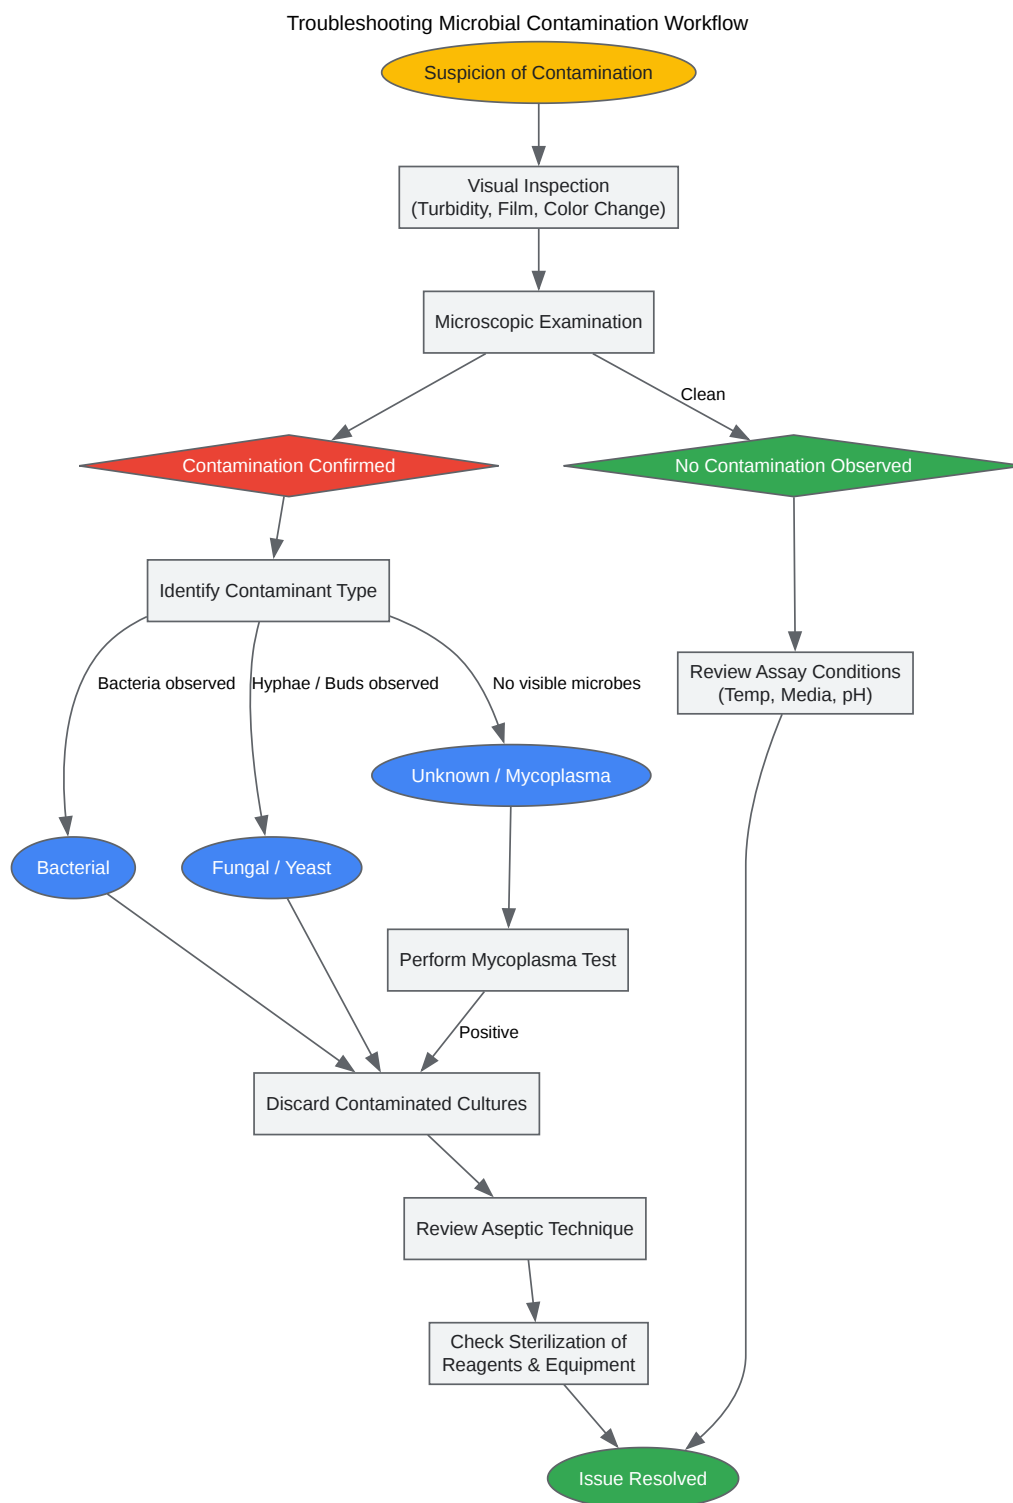 Troubleshooting Microbial Contamination Workflow
Suspicion of Contamination
Visual Inspection
(Turbidity, Film, Color Change)
Microscopic Examination
Clean
Contamination Confirmed
No Contamination Observed
Identify Contaminant Type
Bacteria observed
Hyphae / Buds observed
No visible microbes
Review Assay Conditions
(Temp, Media, pH)
Unknown / Mycoplasma
Bacterial
Fungal / Yeast
Perform Mycoplasma Test
Positive
Discard Contaminated Cultures
Review Aseptic Technique
Check Sterilization of
Reagents & Equipment
Issue Resolved